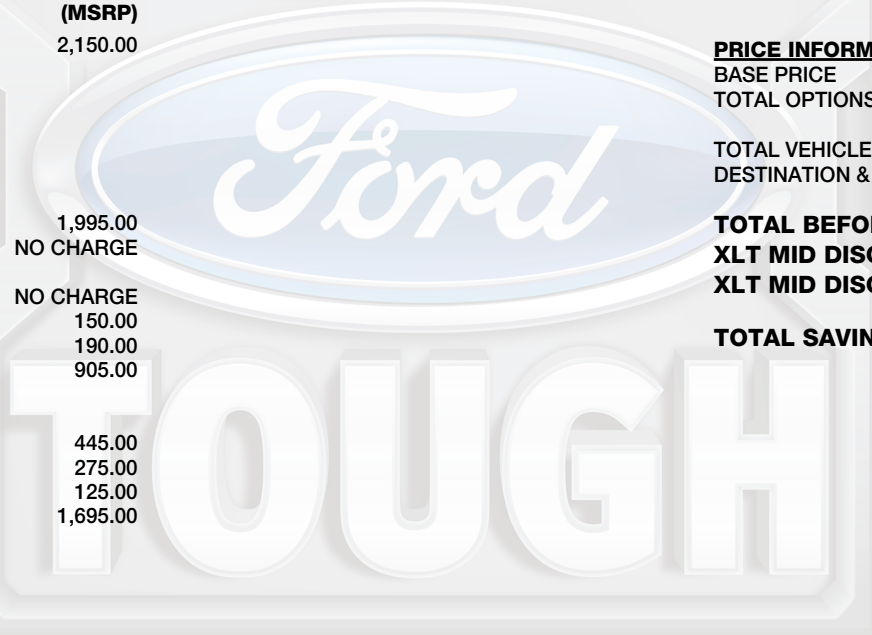 (MSRP)
2,150.00
1,995.00
NO CHARGE
NO CHARGE
150.00
190.00
905.00
445.00
275.00
125.00
1,695.00
PRICE INFORM
BASE PRICE
TOTAL OPTIONS
TOTAL VEHICLE
DESTINATION &
TOTAL BEFO
XLT MID DISC
XLT MID DISC
TOTAL SAVIN
Ford
TOUGH